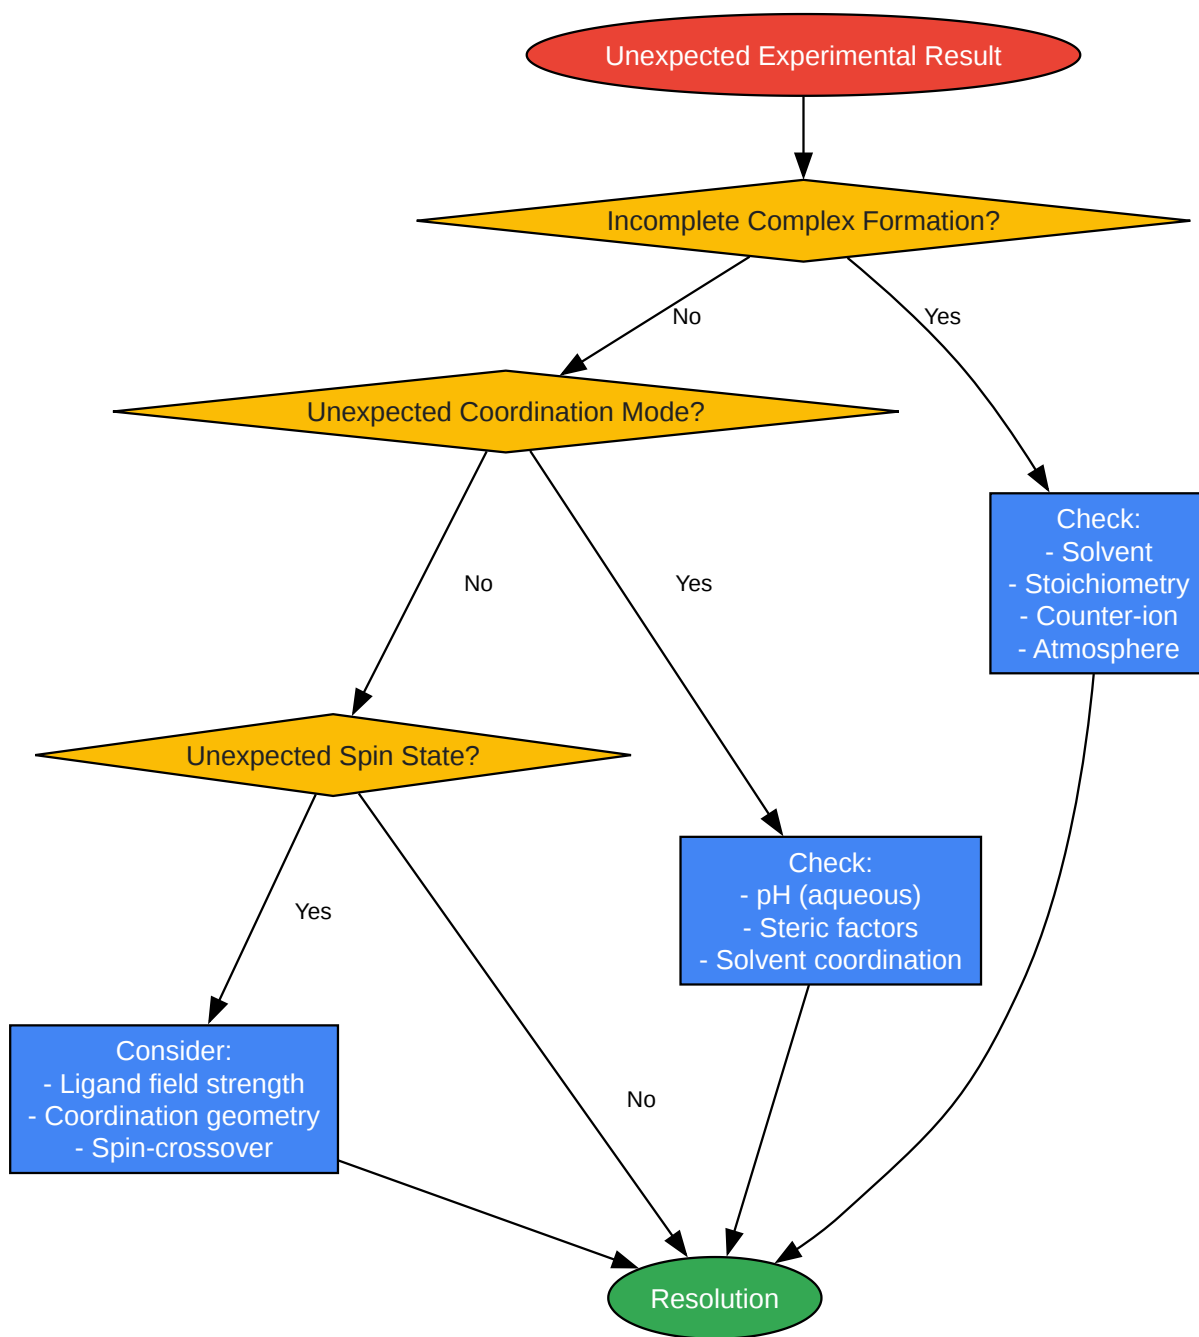 Unexpected Experimental Result
Incomplete Complex Formation?
No
Yes
Unexpected Coordination Mode?
Check:
- Solvent
- Stoichiometry
- Counter-ion
- Atmosphere
No
Yes
Unexpected Spin State?
Check:
- pH (aqueous)
- Steric factors
- Solvent coordination
Yes
No
Consider:
- Ligand field strength
- Coordination geometry
- Spin-crossover
Resolution